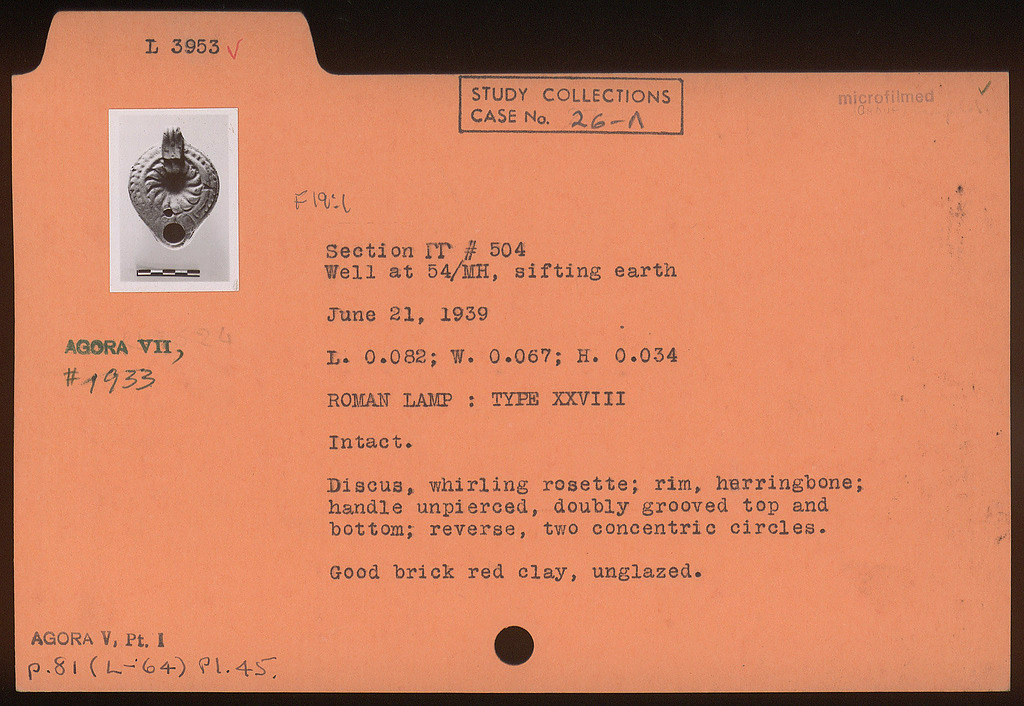 L 3953 ✓
STUDY COLLECTIONS
CASE No. 26-Λ
microfilmed
F 19:1
Section ΠΓ # 504
Well at 54/ΜΗ, sifting earth
June 21, 1939
L. 0.082; W. 0.067; H. 0.034
AGORA VII,
#1933
ROMAN LAMP : TYPE XXVIII
Intact.
Discus, whirling rosette; rim, herringbone;
handle unpierced, doubly grooved top and
bottom; reverse, two concentric circles.
Good brick red clay, unglazed.
AGORA V, Pt. I
p.81 (L-64) Pl.45.